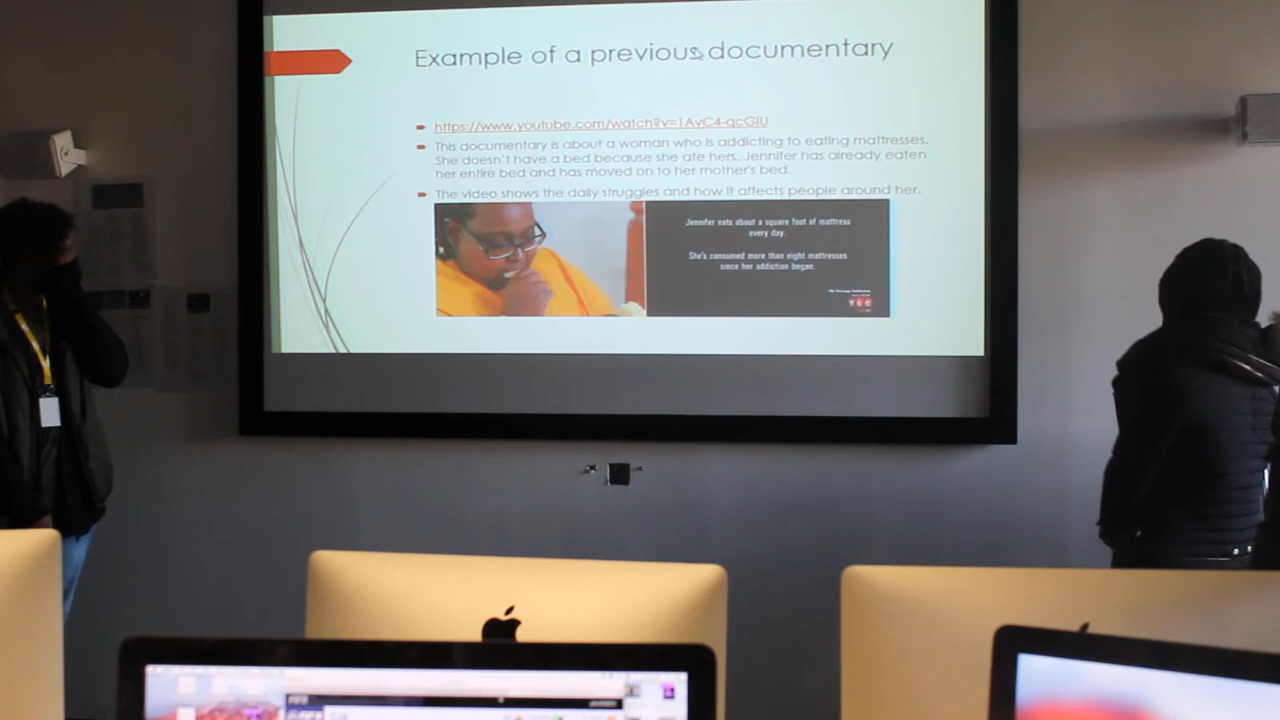 Example of a previous documentary
https://www.youtube.com/watch?v=1AvC4-qcGIU
This documentary is about a woman who is addicting to eating mattresses.
She doesn't have a bed because she ate hers. Jennifer has already eaten
her entire bed and has moved on to her mother's bed.
The video shows the daily struggles and how it affects people around her.
Jennifer eats about a square foot of mattress
every day.
She's consumed more than eight mattresses
since her addiction began.
TLC